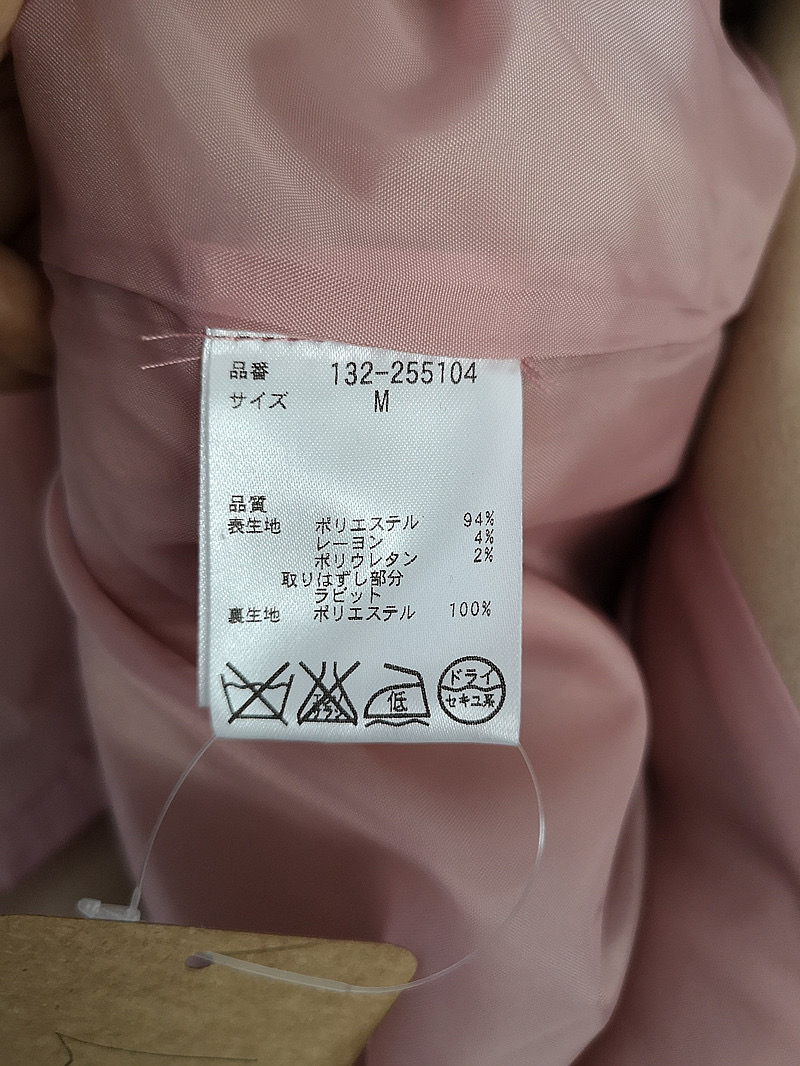 品番 132-255104
サイズ M
品質
表生地 ポリエステル 94%
レーヨン 4%
ポリウレタン 2%
取りはずし部分
ラビット
裏生地 ポリエステル 100%
低
ドライ
セキユ系